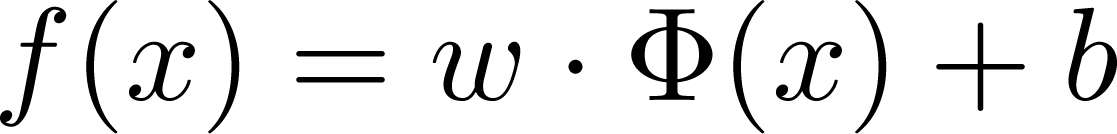 f(x) = w · Φ(x) + b